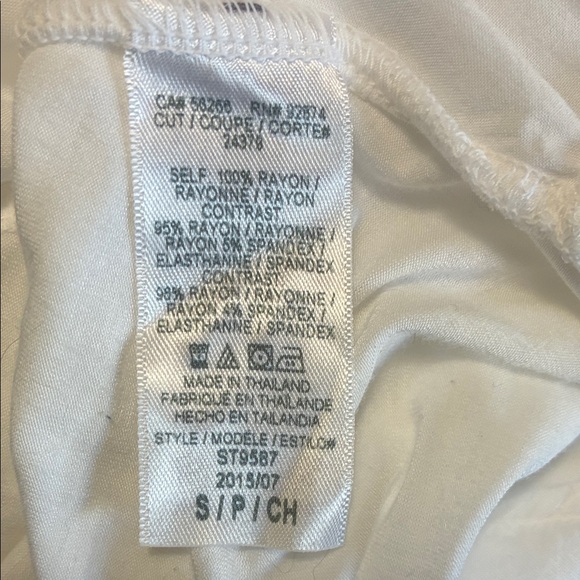 CA# 56266 RN# 92874
CUT / COUPE / CORTE#
24378
SELF 100% RAYON /
RAYONNE / RAYON
CONTRAST
95% RAYON / RAYONNE /
RAYON 5% SPANDEX /
ELASTHANNE / SPANDEX
CONTRAST
96% RAYON / RAYONNE /
RAYON 4% SPANDEX /
ELASTHANNE / SPANDEX
MADE IN THAILAND
FABRIQUÉ EN THAÏLANDE
HECHO EN TAILANDIA
STYLE / MODÈLE / ESTILO#
ST9587
2015/07
S / P / CH